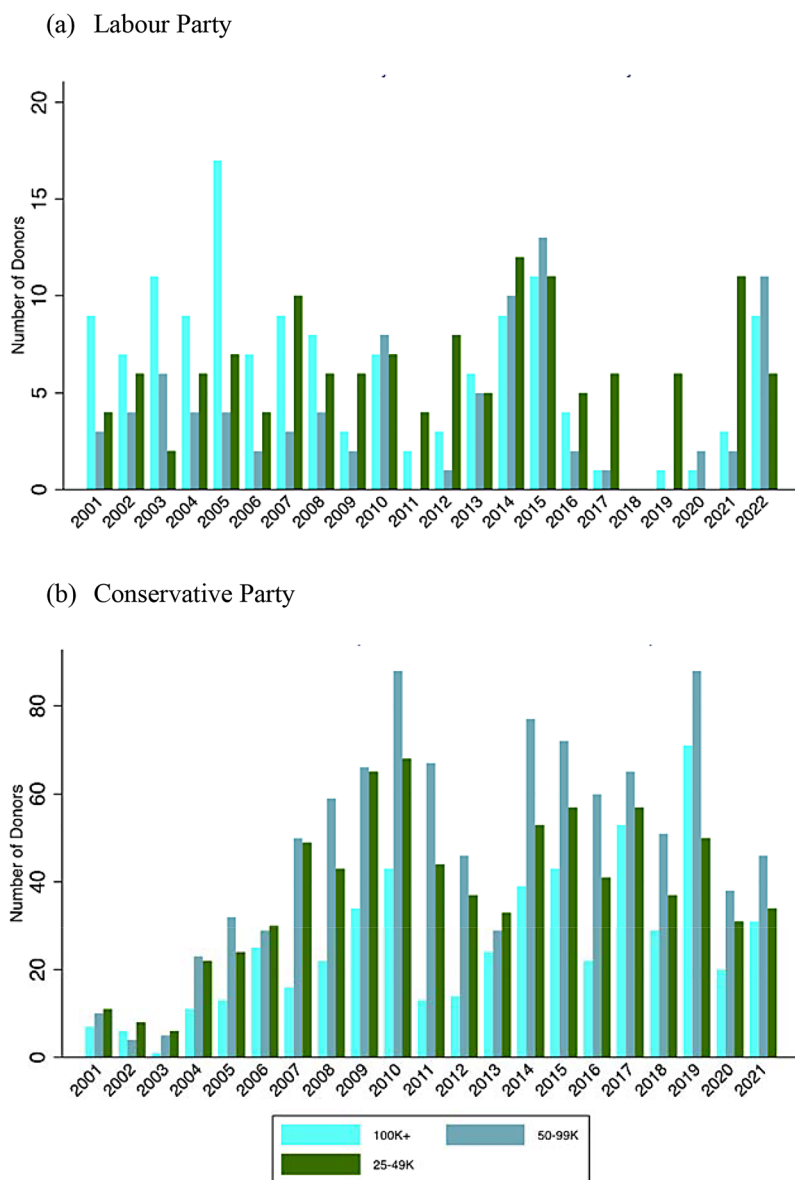 (a) Labour Party
20
15
10
5
0
Number of Donors
2001 2002 2003 2004 2005 2006 2007 2008 2009 2010 2011 2012 2013 2014 2015 2016 2017 2018 2019 2020 2021 2022
(b) Conservative Party
80
60
40
20
0
Number of Donors
2001 2002 2003 2004 2005 2006 2007 2008 2009 2010 2011 2012 2013 2014 2015 2016 2017 2018 2019 2020 2021
100K+ 50-99K
25-49K